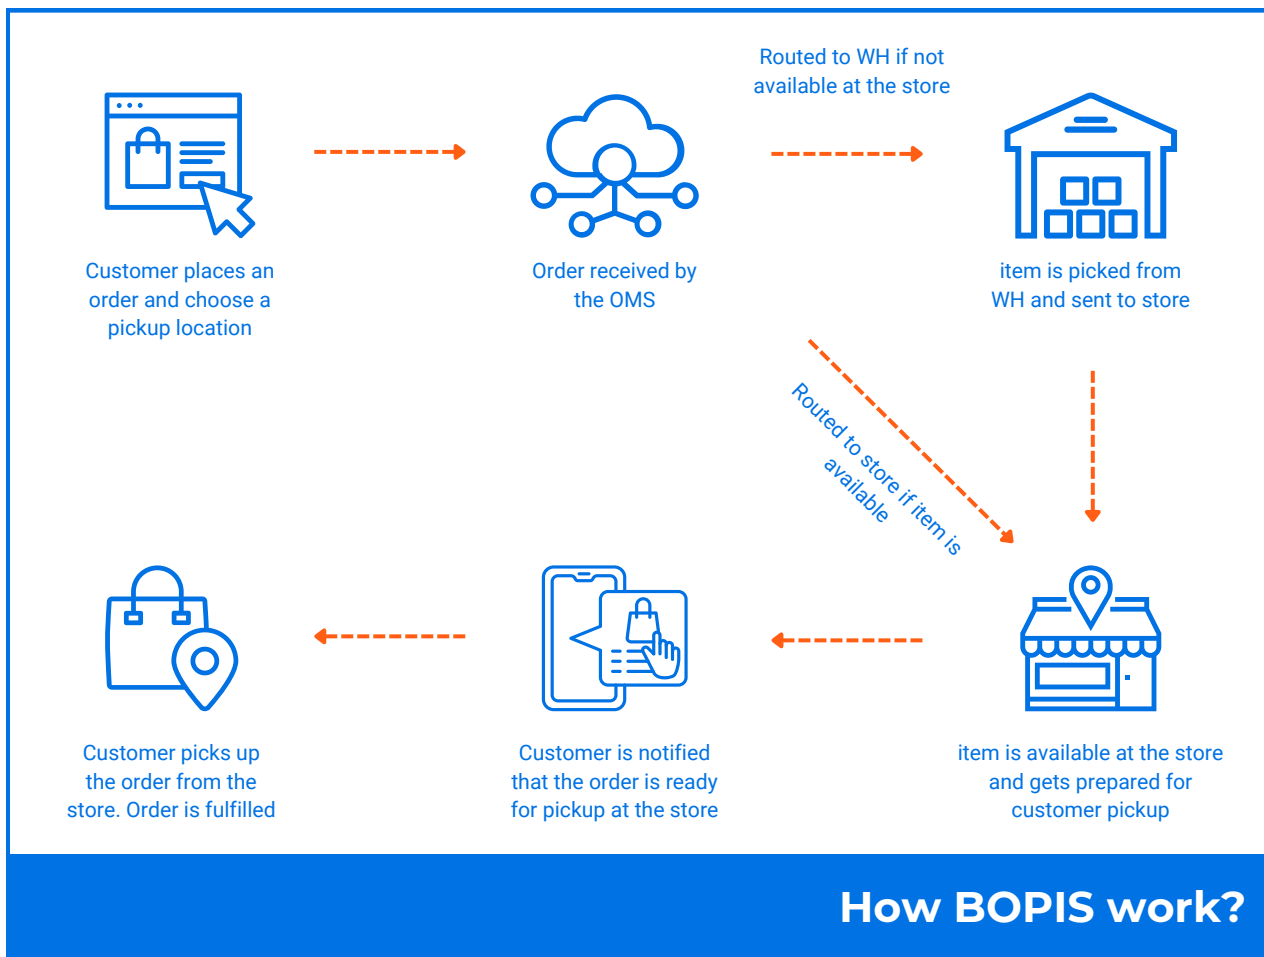 Routed to WH if not
available at the store
Customer places an
order and choose a
pickup location
Order received by
the OMS
item is picked from
WH and sent to store
Routed to store if item is
available
Customer picks up
the order from the
store. Order is fulfilled
Customer is notified
that the order is ready
for pickup at the store
item is available at the store
and gets prepared for
customer pickup
How BOPIS work?